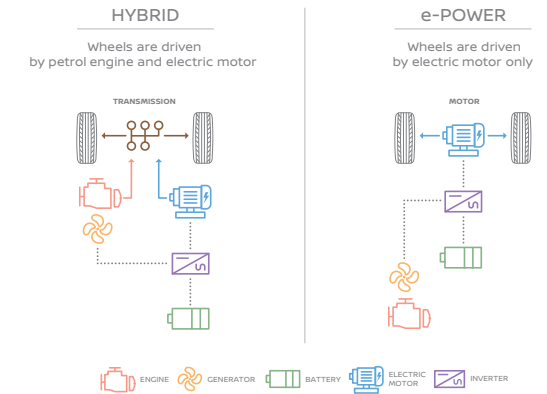 HYBRID
Wheels are driven
by petrol engine and electric motor
TRANSMISSION
e-POWER
Wheels are driven
by electric motor only
MOTOR
ENGINE
GENERATOR
BATTERY
ELECTRIC
MOTOR
INVERTER